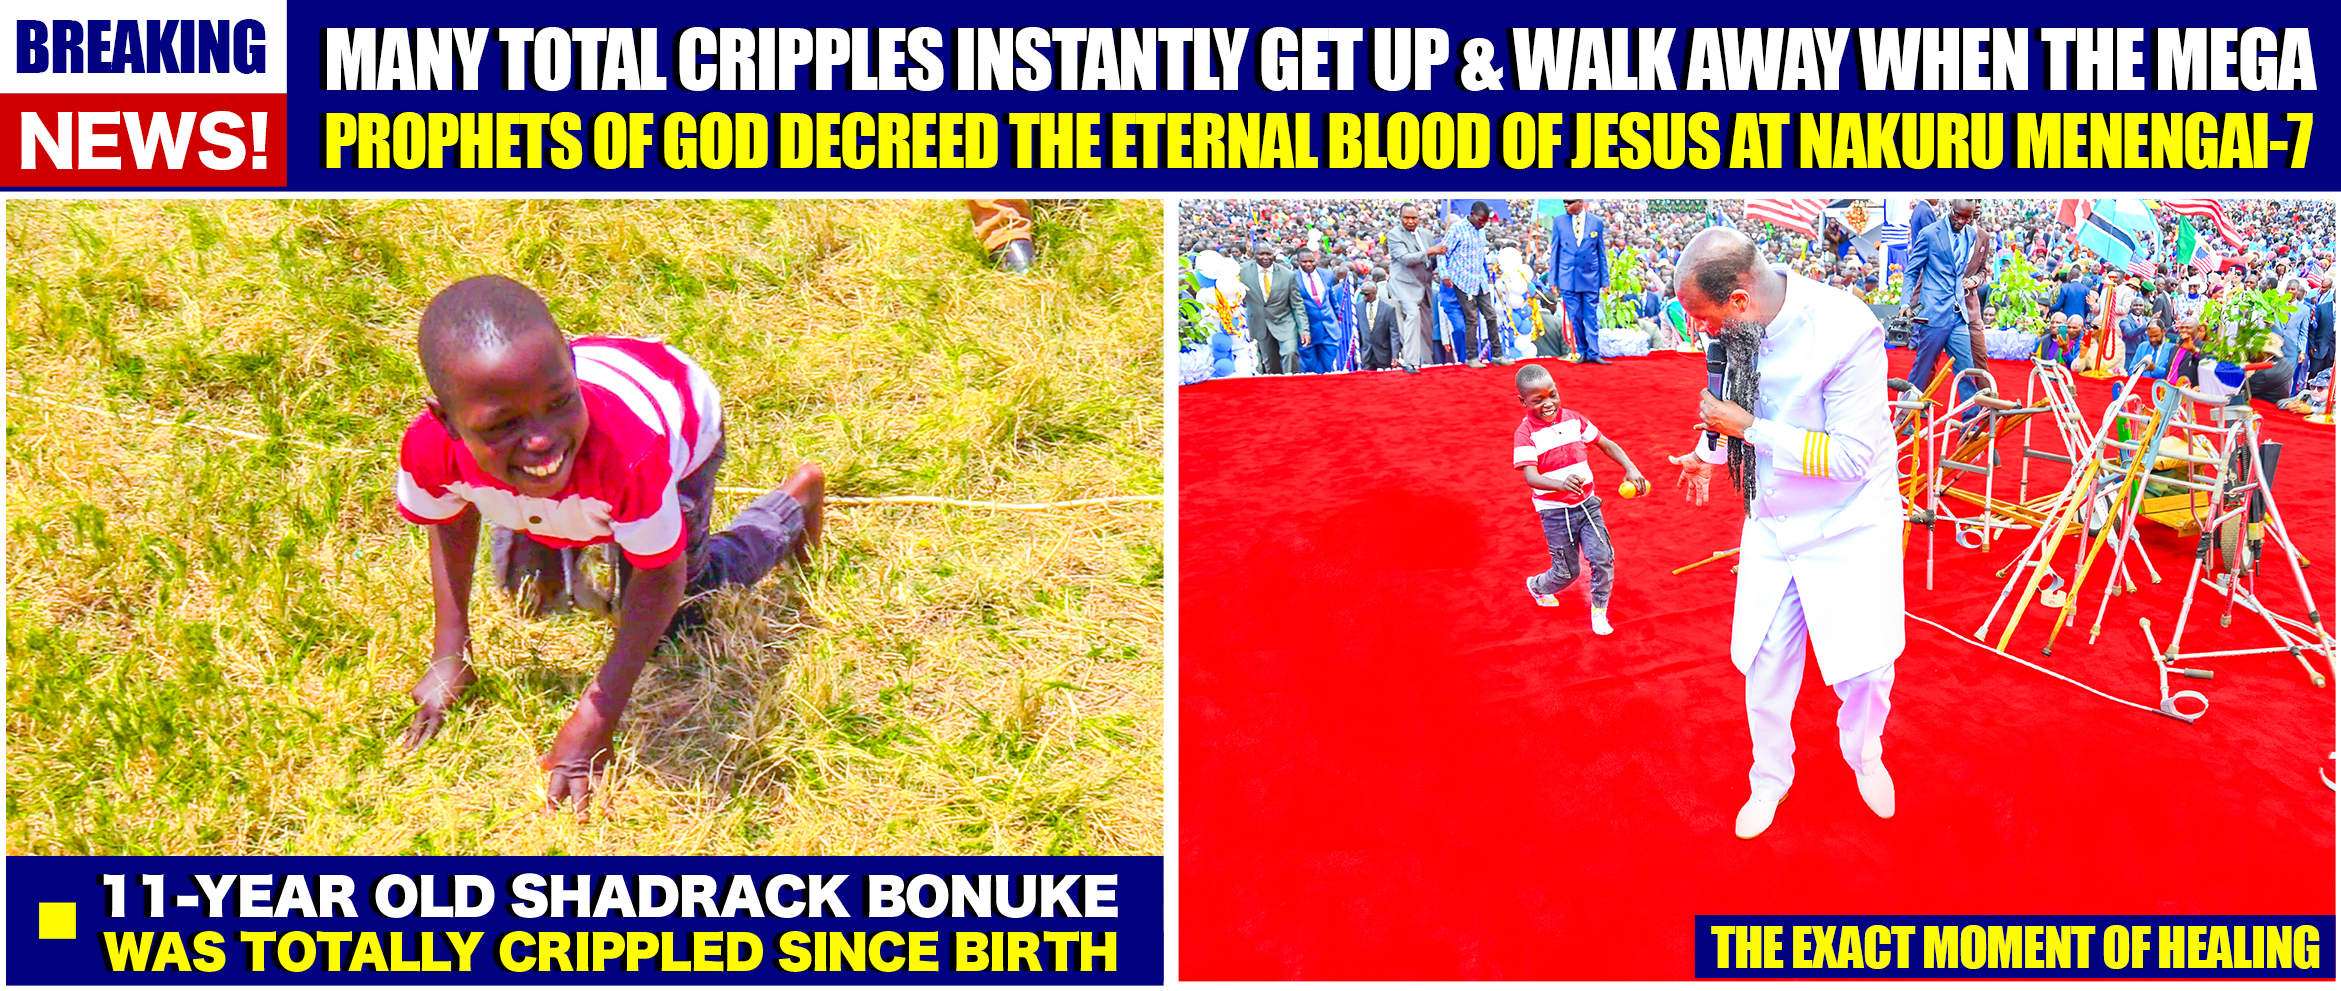 BREAKING
NEWS!
MANY TOTAL CRIPPLES INSTANTLY GET UP & WALK AWAY WHEN THE MEGA
PROPHETS OF GOD DECREED THE ETERNAL BLOOD OF JESUS AT NAKURU MENENGAI-7
11-YEAR OLD SHADRACK BONUKE
WAS TOTALLY CRIPPLED SINCE BIRTH
THE EXACT MOMENT OF HEALING